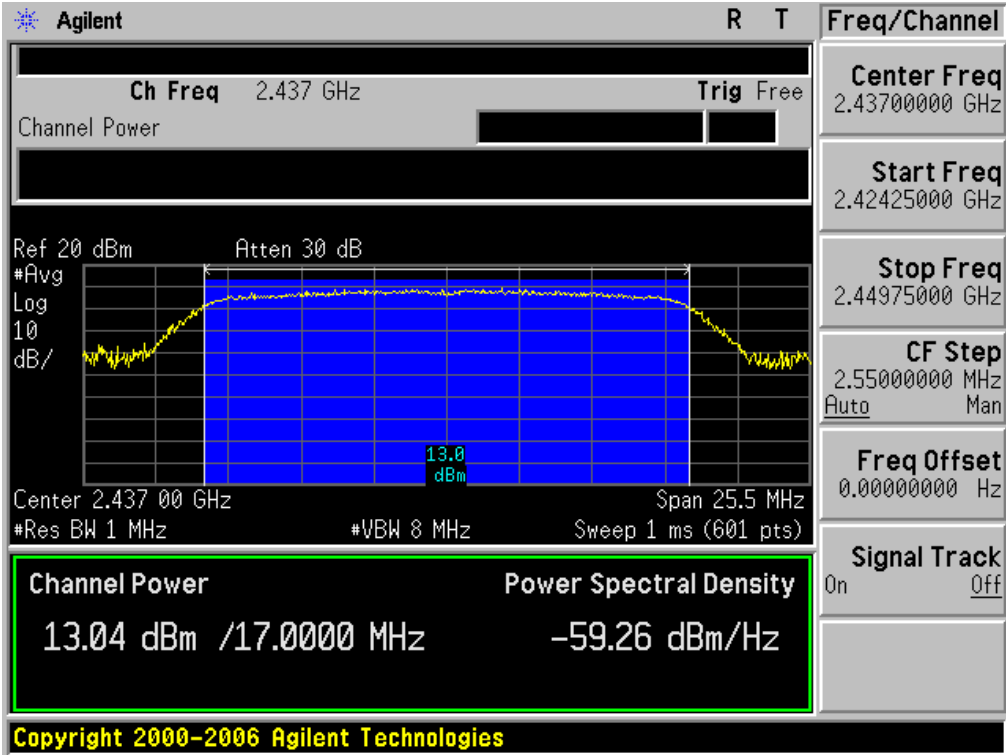 Agilent R T Freq/Channel
Ch Freq 2.437 GHz Trig Free
Channel Power
Center Freq
2.43700000 GHz
Start Freq
2.42425000 GHz
Stop Freq
2.44975000 GHz
CF Step
2.55000000 MHz
Auto Man
Freq Offset
0.00000000 Hz
Signal Track
On Off
Ref 20 dBm Atten 30 dB
#Avg
Log
10
dB/
13.0
dBm
Center 2.437 00 GHz Span 25.5 MHz
#Res BW 1 MHz #VBW 8 MHz Sweep 1 ms (601 pts)
Channel Power Power Spectral Density
13.04 dBm /17.0000 MHz -59.26 dBm/Hz
Copyright 2000-2006 Agilent Technologies